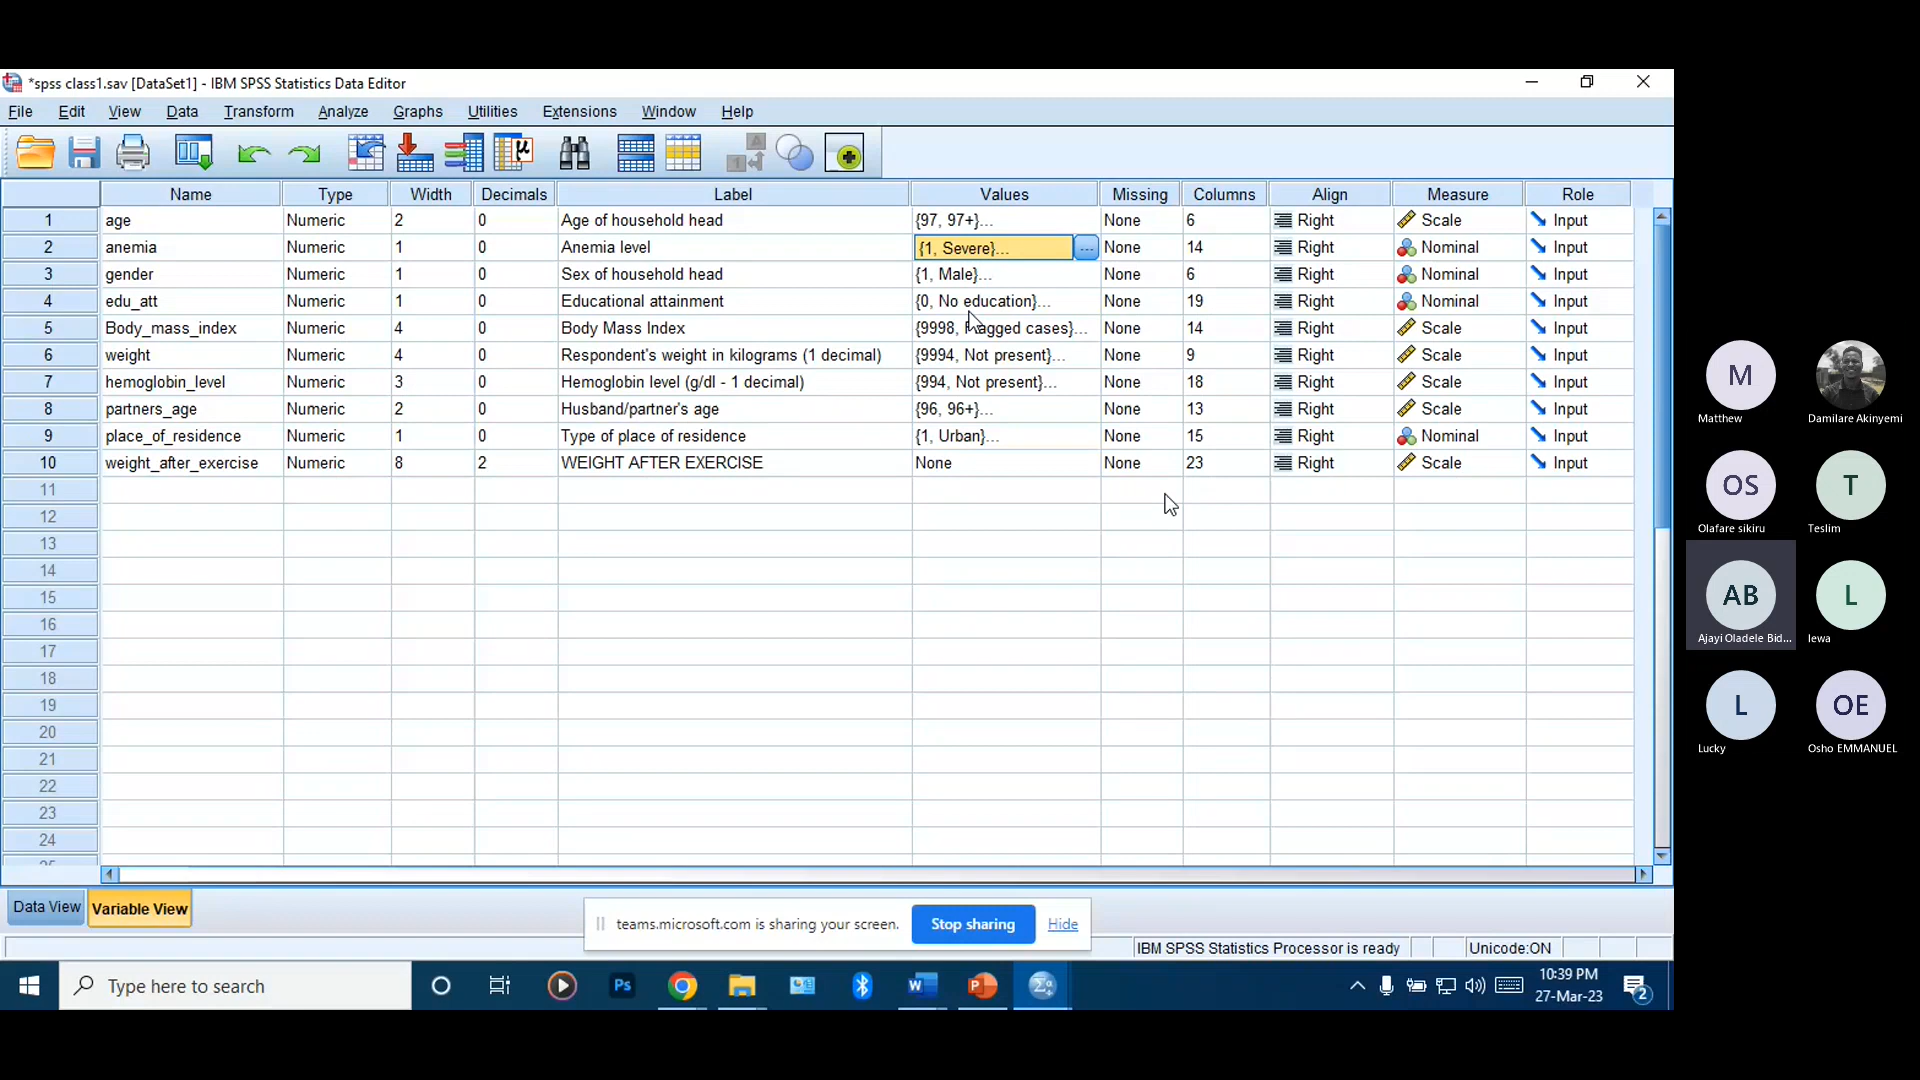 *spss class1.sav [DataSet1] - IBM SPSS Statistics Data Editor
File Edit View Data Transform Analyze Graphs Utilities Extensions Window Help
Name Type Width Decimals Label Values Missing Columns Align Measure Role
1 age Numeric 2 0 Age of household head {97, 97+}... None 6 Right Scale Input
2 anemia Numeric 1 0 Anemia level {1, Severe}... ... None 14 Right Nominal Input
3 gender Numeric 1 0 Sex of household head {1, Male}... None 6 Right Nominal Input
4 edu_att Numeric 1 0 Educational attainment {0, No education}... None 19 Right Nominal Input
5 Body_mass_index Numeric 4 0 Body Mass Index {9998, Flagged cases}... None 14 Right Scale Input
6 weight Numeric 4 0 Respondent's weight in kilograms (1 decimal) {9994, Not present}... None 9 Right Scale Input
7 hemoglobin_level Numeric 3 0 Hemoglobin level (g/dl - 1 decimal) {994, Not present}... None 18 Right Scale Input
8 partners_age Numeric 2 0 Husband/partner's age {96, 96+}... None 13 Right Scale Input
9 place_of_residence Numeric 1 0 Type of place of residence {1, Urban}... None 15 Right Nominal Input
10 weight_after_exercise Numeric 8 2 WEIGHT AFTER EXERCISE None None 23 Right Scale Input
11
12
13
14
15
16
17
18
19
20
21
22
23
24
25
Data View Variable View
teams.microsoft.com is sharing your screen. Stop sharing Hide
IBM SPSS Statistics Processor is ready Unicode:ON
Type here to search
Ps
W
P
10:39 PM
27-Mar-23
2
M
Matthew Damilare Akinyemi
OS T
Olafare sikiru Teslim
AB L
Ajayi Oladele Bid... lewa
L OE
Lucky Osho EMMANUEL